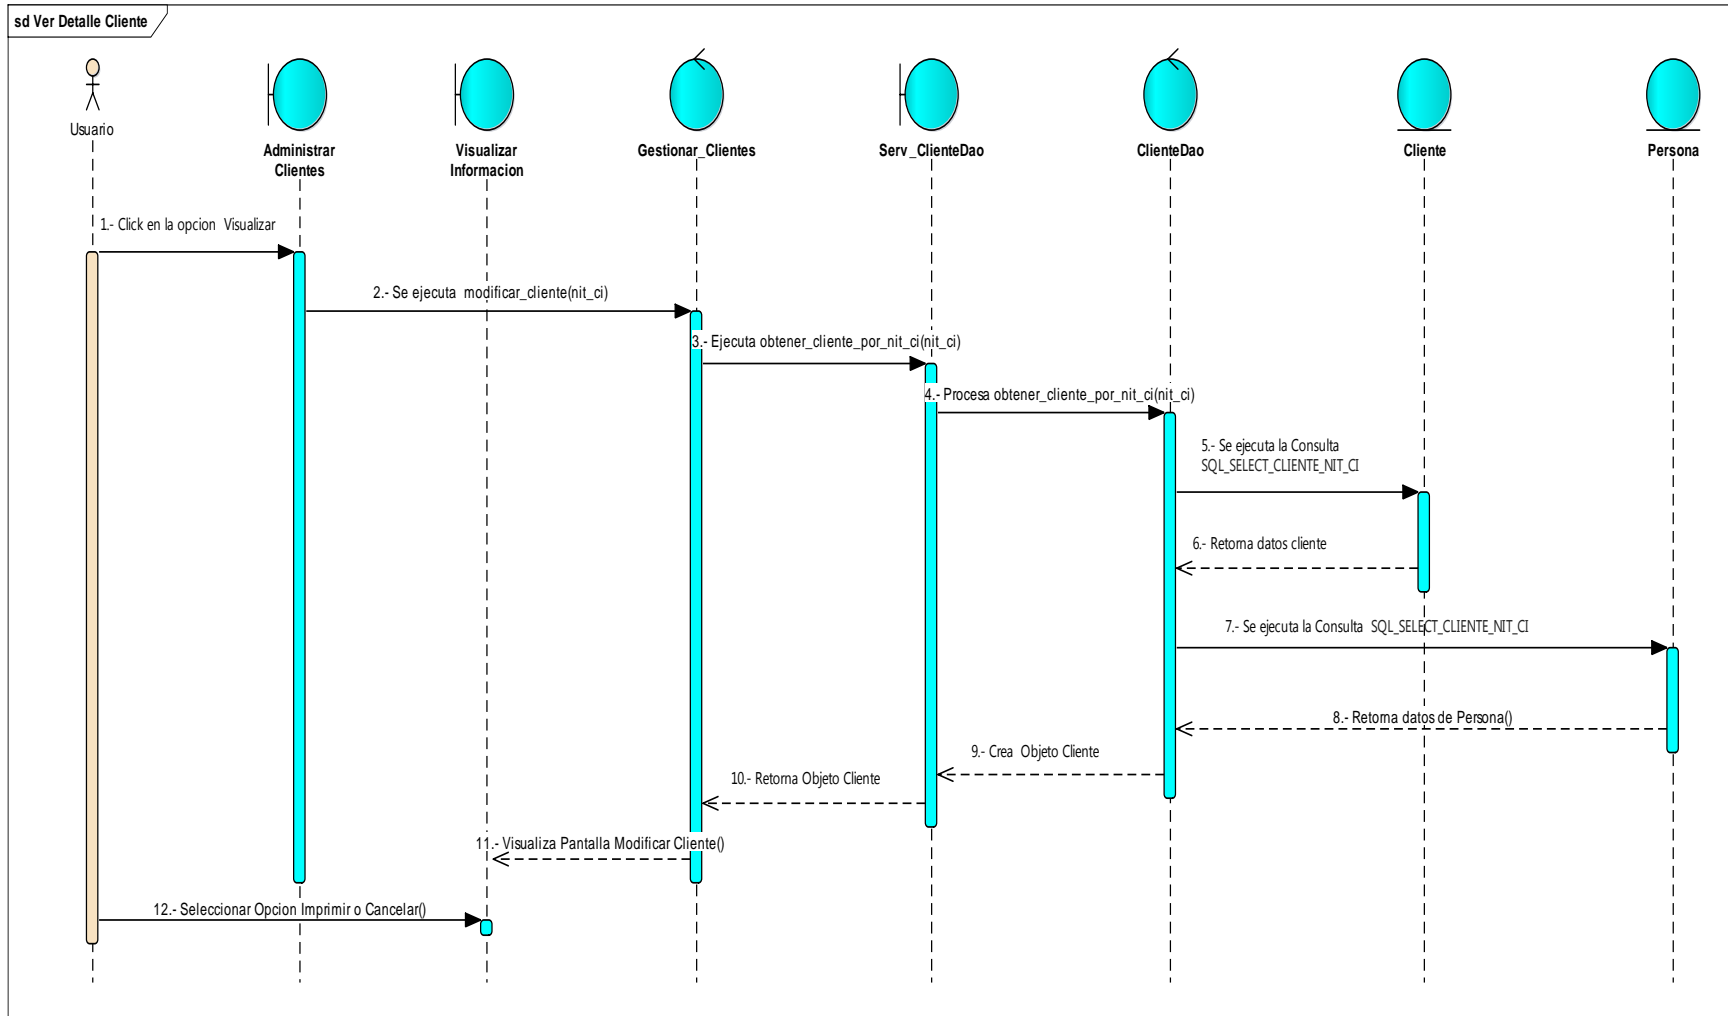 sd Ver Detalle Cliente
Usuario
Administrar
Clientes
Visualizar
Informacion
Gestionar_Clientes
Serv_ClienteDao
ClienteDao
Cliente
Persona
1.- Click en la opcion  Visualizar
2.- Se ejecuta  modificar_cliente(nit_ci)
3.- Ejecuta obtener_cliente_por_nit_ci(nit_ci)
4.- Procesa obtener_cliente_por_nit_ci(nit_ci)
5.- Se ejecuta la Consulta
SQL_SELECT_CLIENTE_NIT_CI
6.- Retorna datos cliente
7.- Se ejecuta la Consulta  SQL_SELECT_CLIENTE_NIT_CI
8.- Retorna datos de Persona()
9.- Crea  Objeto Cliente
10.- Retorna Objeto Cliente
11.- Visualiza Pantalla Modificar Cliente()
12.- Seleccionar Opcion Imprimir o Cancelar()